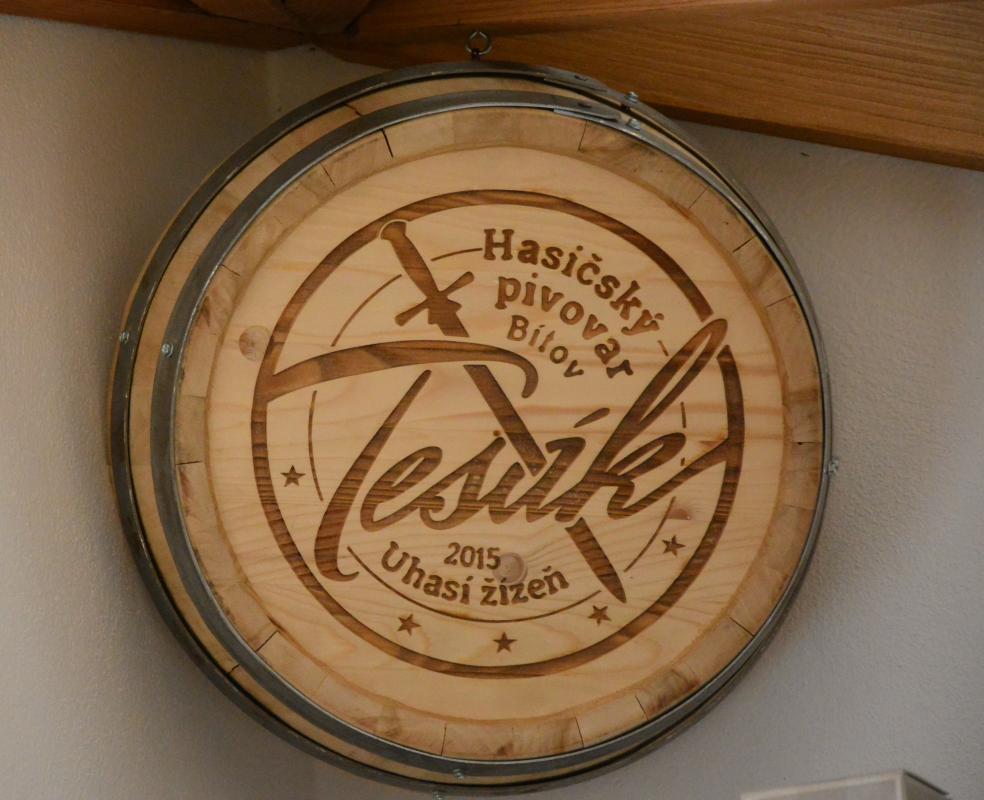 Hasičský
pivovar
Bítov
Tesák
2015
Uhasí žízeň